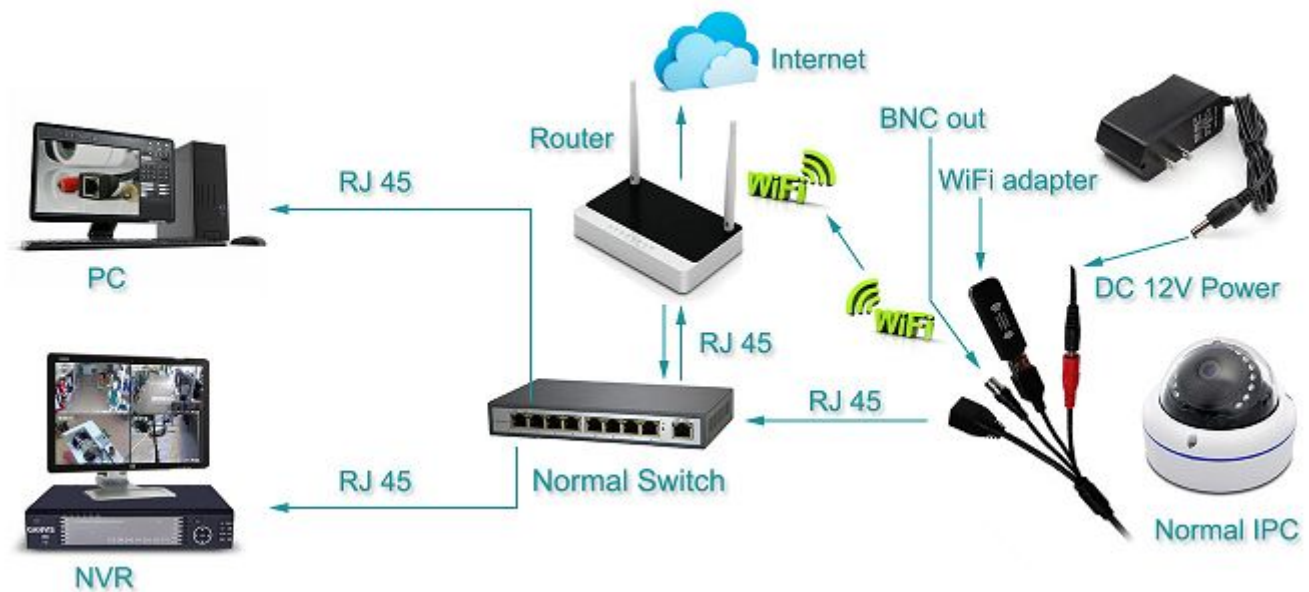 Internet
BNC out
Router
WiFi
WiFi adapter
RJ 45
PC
DC 12V Power
WiFi
RJ 45
RJ 45
RJ 45
Normal Switch
Normal IPC
NVR